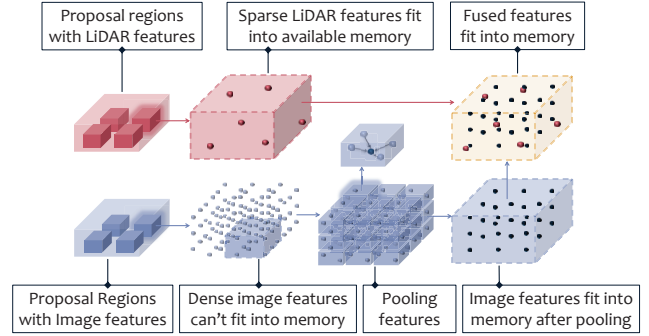 Proposal regions
with LiDAR features
Sparse LiDAR features fit
into available memory
Fused features
fit into memory
Proposal Regions
with Image features
Dense image features
can't fit into memory
Pooling
features
Image features fit into
memory after pooling